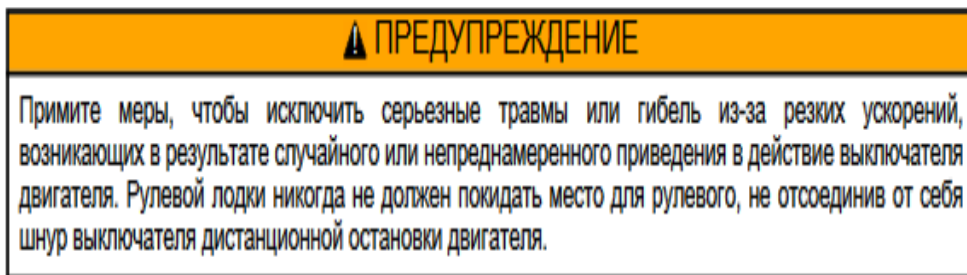 ПРЕДУПРЕЖДЕНИЕ
Примите меры, чтобы исключить серьезные травмы или гибель из-за резких ускорений,
возникающих в результате случайного или непреднамеренного приведения в действие выключателя
двигателя. Рулевой лодки никогда не должен покидать место для рулевого, не отсоединив от себя
шнур выключателя дистанционной остановки двигателя.